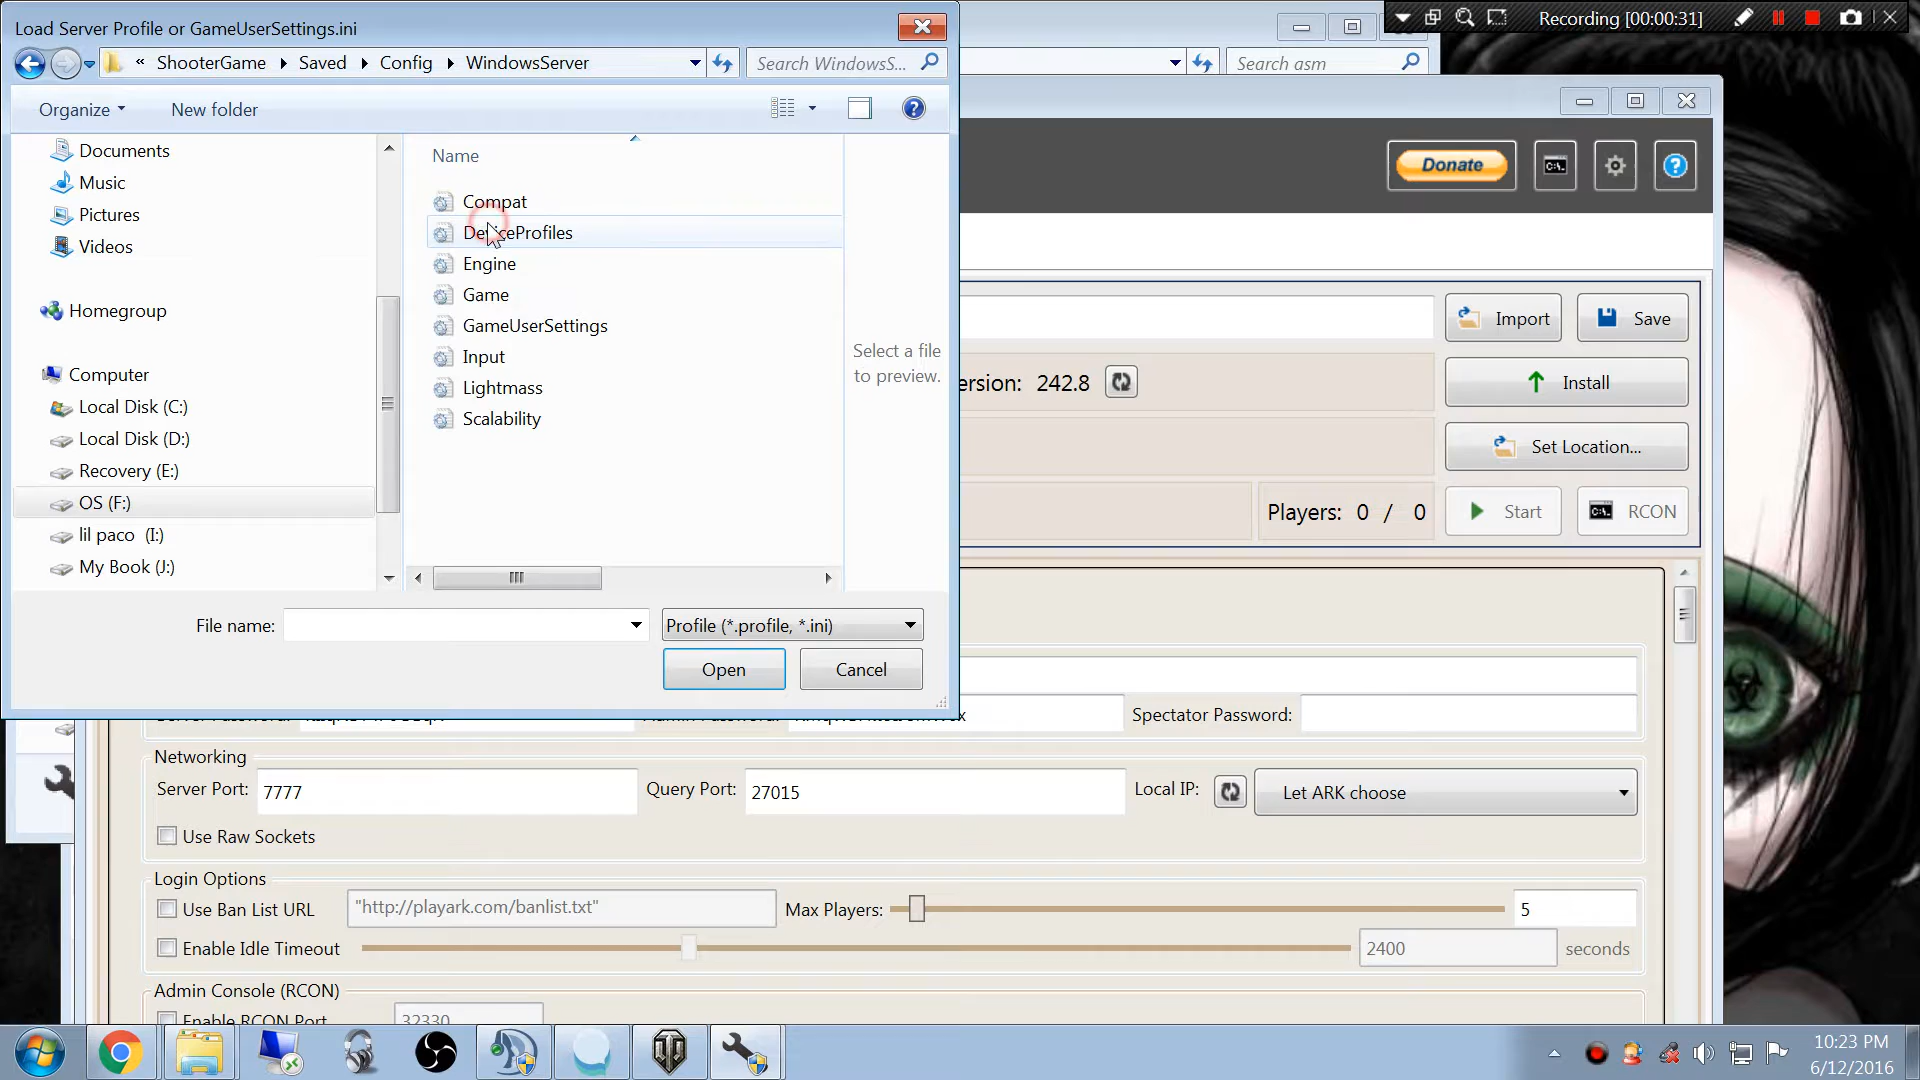 Load Server Profile or GameUserSettings.ini
Recording [00:00:31]
« ShooterGame Saved Config WindowsServer
Search WindowsS...
Search asm
Organize New folder
Documents
Music
Pictures
Videos
Homegroup
Computer
Local Disk (C:)
Local Disk (D:)
Recovery (E:)
OS (F:)
lil paco (I:)
My Book (J:)
Name
Compat
DeviceProfiles
Engine
Game
GameUserSettings
Input
Lightmass
Scalability
Select a file
to preview.
File name:
Profile (*.profile, *.ini)
Open Cancel
Donate
Import Save
ersion: 242.8
Install
Set Location...
Players: 0 / 0
Start RCON
Spectator Password:
Networking
Server Port: 7777 Query Port: 27015 Local IP: Let ARK choose
Use Raw Sockets
Login Options
Use Ban List URL "http://playark.com/banlist.txt" Max Players: 5
Enable Idle Timeout 2400 seconds
Admin Console (RCON)
Enable RCON Port 32330
10:23 PM
6/12/2016